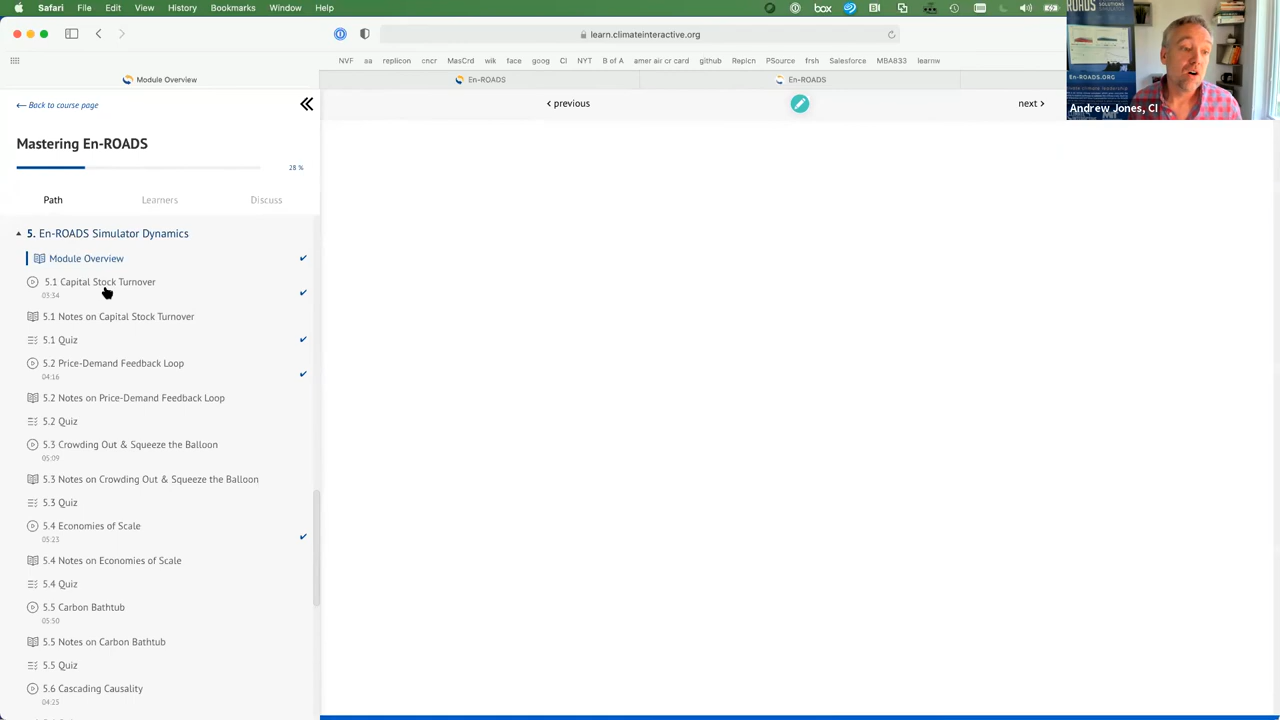 Safari File Edit View History Bookmarks Window Help
box
learn.climateinteractive.org
NVF aa replicon cncr MasCrd wik face goog CI NYT B of A amer air cr card github Replcn PSource frsh Salesforce MBA833 learnw
Module Overview
En-ROADS
En-ROADS
← Back to course page
previous
next
Mastering En-ROADS
28 %
Path Learners Discuss
5. En-ROADS Simulator Dynamics
Module Overview
5.1 Capital Stock Turnover
03:34
5.1 Notes on Capital Stock Turnover
5.1 Quiz
5.2 Price-Demand Feedback Loop
04:16
5.2 Notes on Price-Demand Feedback Loop
5.2 Quiz
5.3 Crowding Out & Squeeze the Balloon
05:09
5.3 Notes on Crowding Out & Squeeze the Balloon
5.3 Quiz
5.4 Economies of Scale
05:23
5.4 Notes on Economies of Scale
5.4 Quiz
5.5 Carbon Bathtub
05:50
5.5 Notes on Carbon Bathtub
5.5 Quiz
5.6 Cascading Causality
04:25
SOLUTIONS
SIMULATOR
En-ROADS.ORG
Andrew Jones, CI